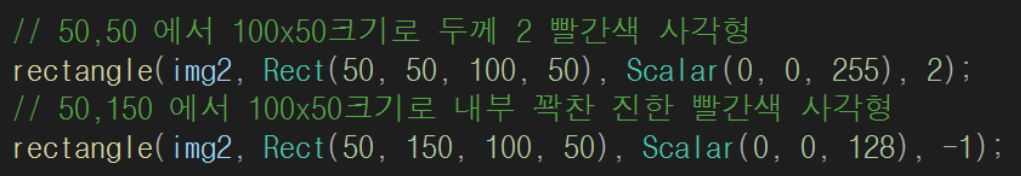 // 50,50 에서 100x50크기로 두께 2 빨간색 사각형
rectangle(img2, Rect(50, 50, 100, 50), Scalar(0, 0, 255), 2);
// 50,150 에서 100x50크기로 내부 꽉찬 진한 빨간색 사각형
rectangle(img2, Rect(50, 150, 100, 50), Scalar(0, 0, 128), -1);